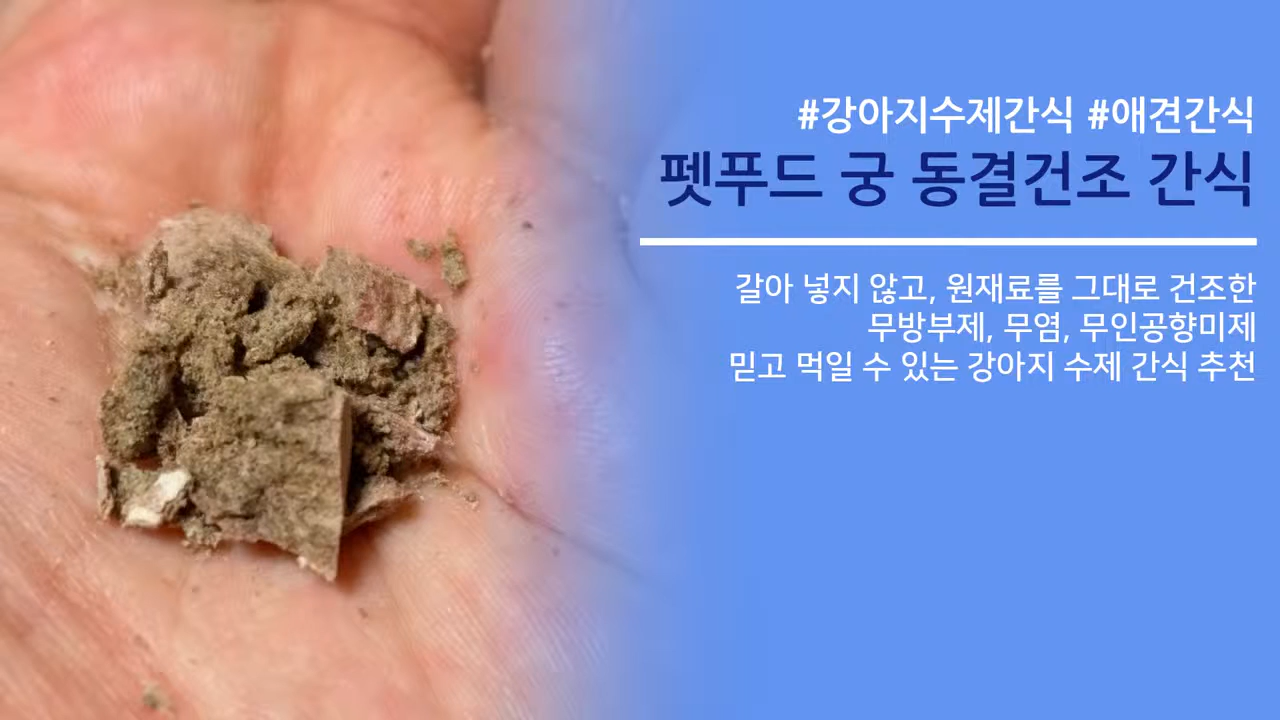 #강아지수제간식 #애견간식
펫푸드 궁 동결건조 간식
갈아 넣지 않고, 원재료를 그대로 건조한
무방부제, 무염, 무인공향미제
믿고 먹일 수 있는 강아지 수제 간식 추천